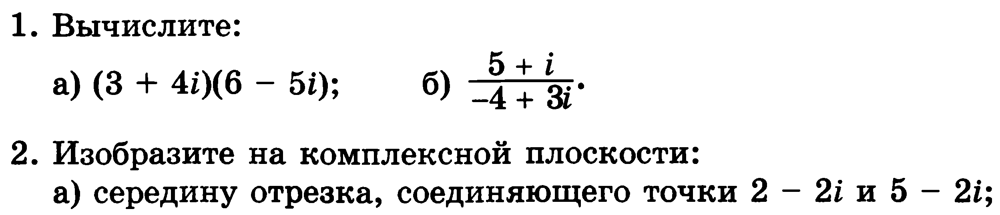 1. Вычислите:
а) (3 + 4i)(6 − 5i); б) \frac{5 + i}{-4 + 3i}.
2. Изобразите на комплексной плоскости:
а) середину отрезка, соединяющего точки 2 − 2i и 5 − 2i;